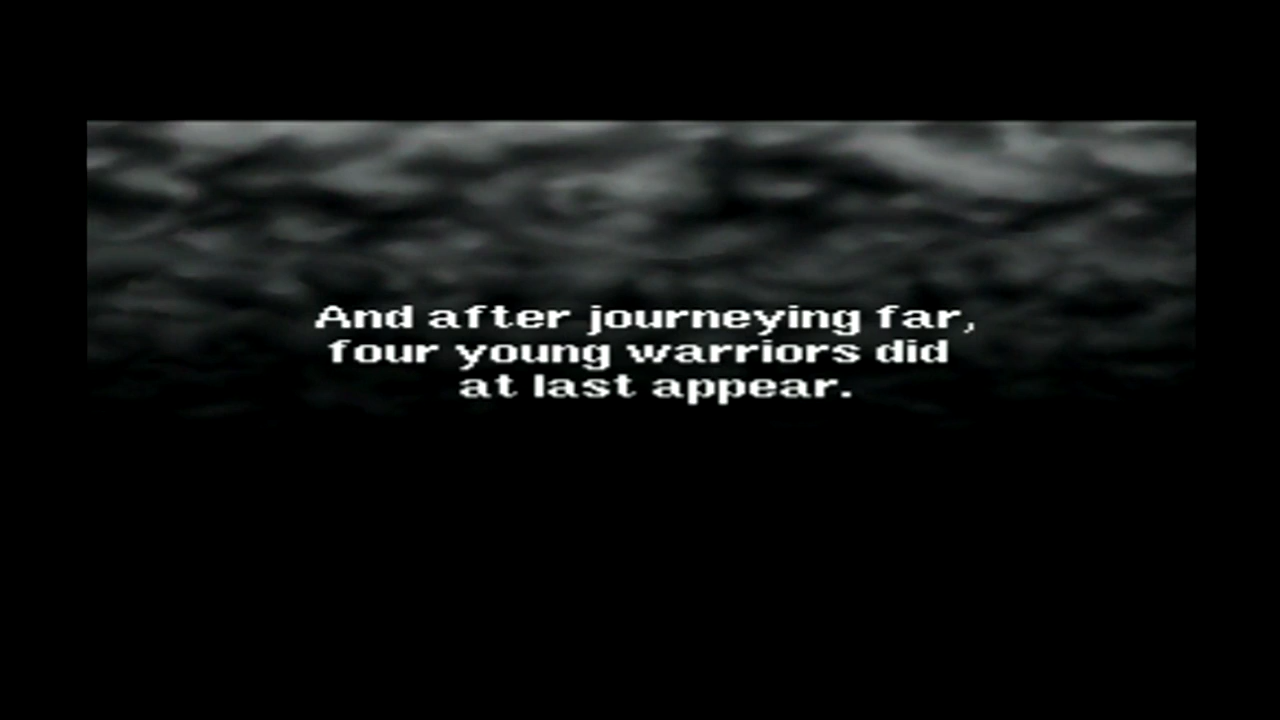 And after journeying far,
four young warriors did
at last appear.